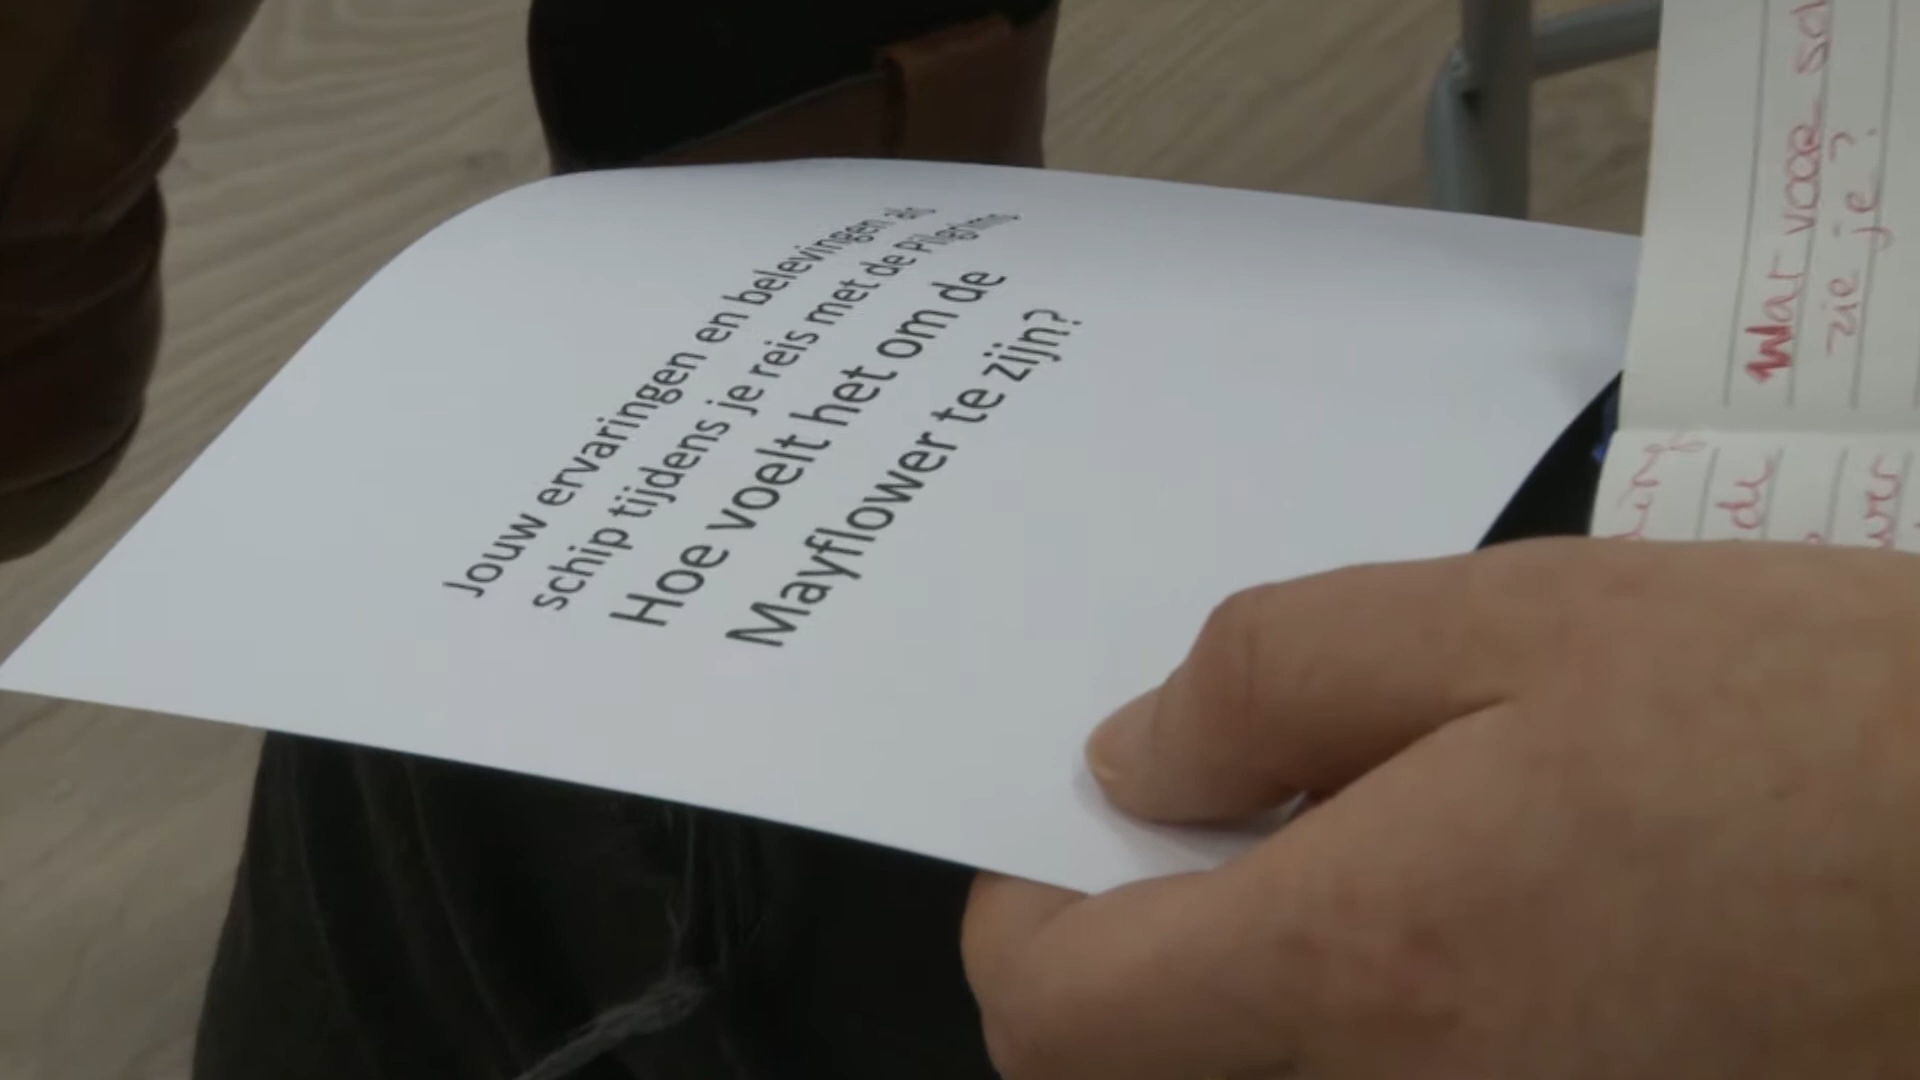 Jouw ervaringen en belevingen als
schip tijdens je reis met de Pilgrims.
Hoe voelt het om de
Mayflower te zijn?
Wat voor
zie je?
de